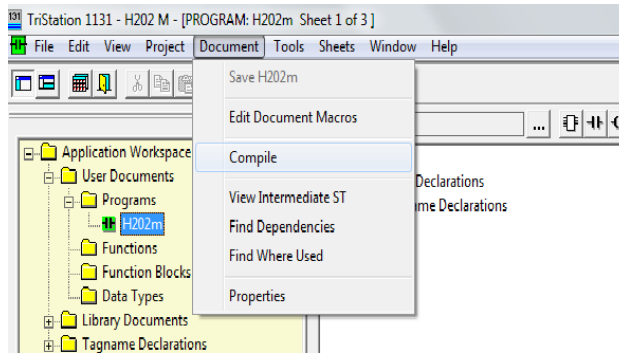 131 TriStation 1131 - H202 M - [PROGRAM: H202m Sheet 1 of 3 ]
File Edit View Project Document Tools Sheets Window Help
Save H202m
Edit Document Macros
...
Compile
View Intermediate ST
Find Dependencies
Find Where Used
Properties
Application Workspace
User Documents
Programs
H202m
Functions
Function Blocks
Data Types
Library Documents
Tagname Declarations
Declarations
me Declarations